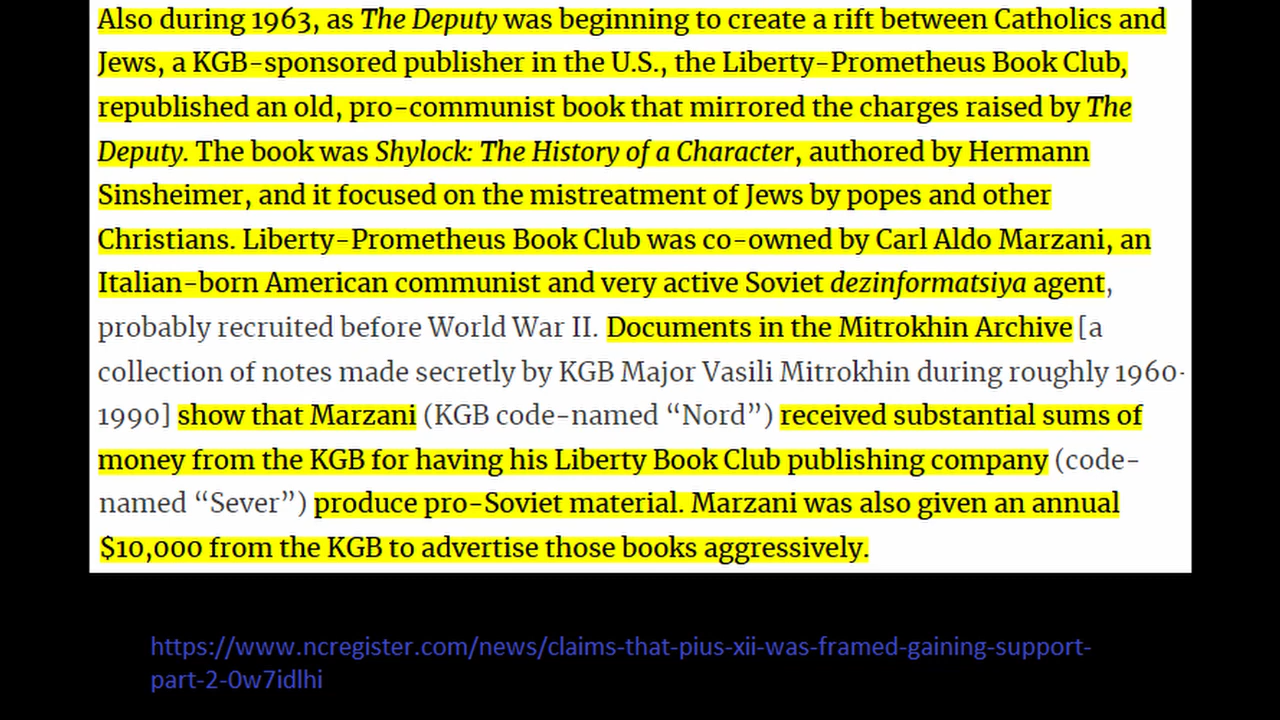 Also during 1963, as The Deputy was beginning to create a rift between Catholics and
Jews, a KGB-sponsored publisher in the U.S., the Liberty-Prometheus Book Club,
republished an old, pro-communist book that mirrored the charges raised by The
Deputy. The book was Shylock: The History of a Character, authored by Hermann
Sinsheimer, and it focused on the mistreatment of Jews by popes and other
Christians. Liberty-Prometheus Book Club was co-owned by Carl Aldo Marzani, an
Italian-born American communist and very active Soviet dezinformatsiya agent,
probably recruited before World War II. Documents in the Mitrokhin Archive [a
collection of notes made secretly by KGB Major Vasili Mitrokhin during roughly 1960-
1990] show that Marzani (KGB code-named “Nord”) received substantial sums of
money from the KGB for having his Liberty Book Club publishing company (code-
named “Sever”) produce pro-Soviet material. Marzani was also given an annual
$10,000 from the KGB to advertise those books aggressively.
https://www.ncregister.com/news/claims-that-pius-xii-was-framed-gaining-support-
part-2-0w7idlhi